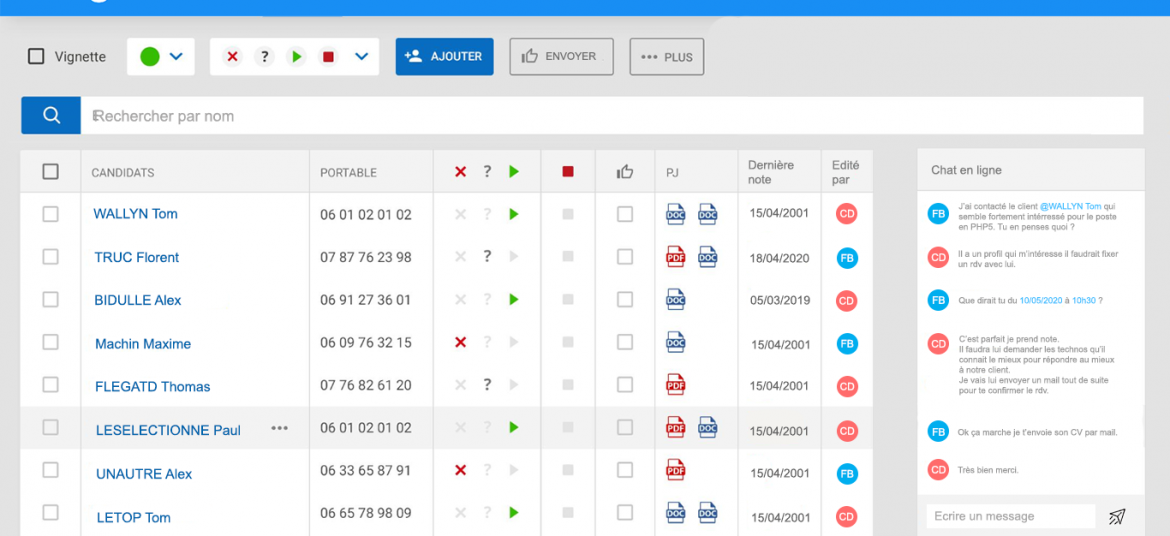 Vignette ? AJOUTER ENVOYER PLUS
Rechercher par nom
CANDIDATS PORTABLE ? PJ Dernière note Edité par
WALLYN Tom 06 01 02 01 02 ? DOC DOC 15/04/2001 CD
TRUC Florent 07 87 76 23 98 ? PDF DOC 18/04/2020 FB
BIDULLE Alex 06 91 27 36 01 ? DOC 05/03/2019 CD
Machin Maxime 06 09 76 32 15 ? DOC 15/04/2001 FB
FLEGATD Thomas 07 76 82 61 20 ? PDF 15/04/2001 CD
LESELECTIONNE Paul 06 01 02 01 02 ? PDF DOC 15/04/2001 CD
UNAUTRE Alex 06 33 65 87 91 ? PDF 15/04/2001 FB
LETOP Tom 06 65 78 98 09 ? DOC DOC 15/04/2001 CD
Chat en ligne
FB J'ai contacté le client @WALLYN Tom qui
semble fortement intérressé pour le poste
en PHP5. Tu en penses quoi ?
CD Il a un profil qui m'intéresse il faudrait fixer
un rdv avec lui.
FB Que dirait tu du 10/05/2020 à 10h30 ?
CD C'est parfait je prend note.
Il faudra lui demander les technos qu'il
connait le mieux pour répondre au mieux
à notre client.
Je vais lui envoyer un mail tout de suite
pour te confirmer le rdv.
FB Ok ça marche je t'envoie son CV par mail.
CD Très bien merci.
Ecrire un message